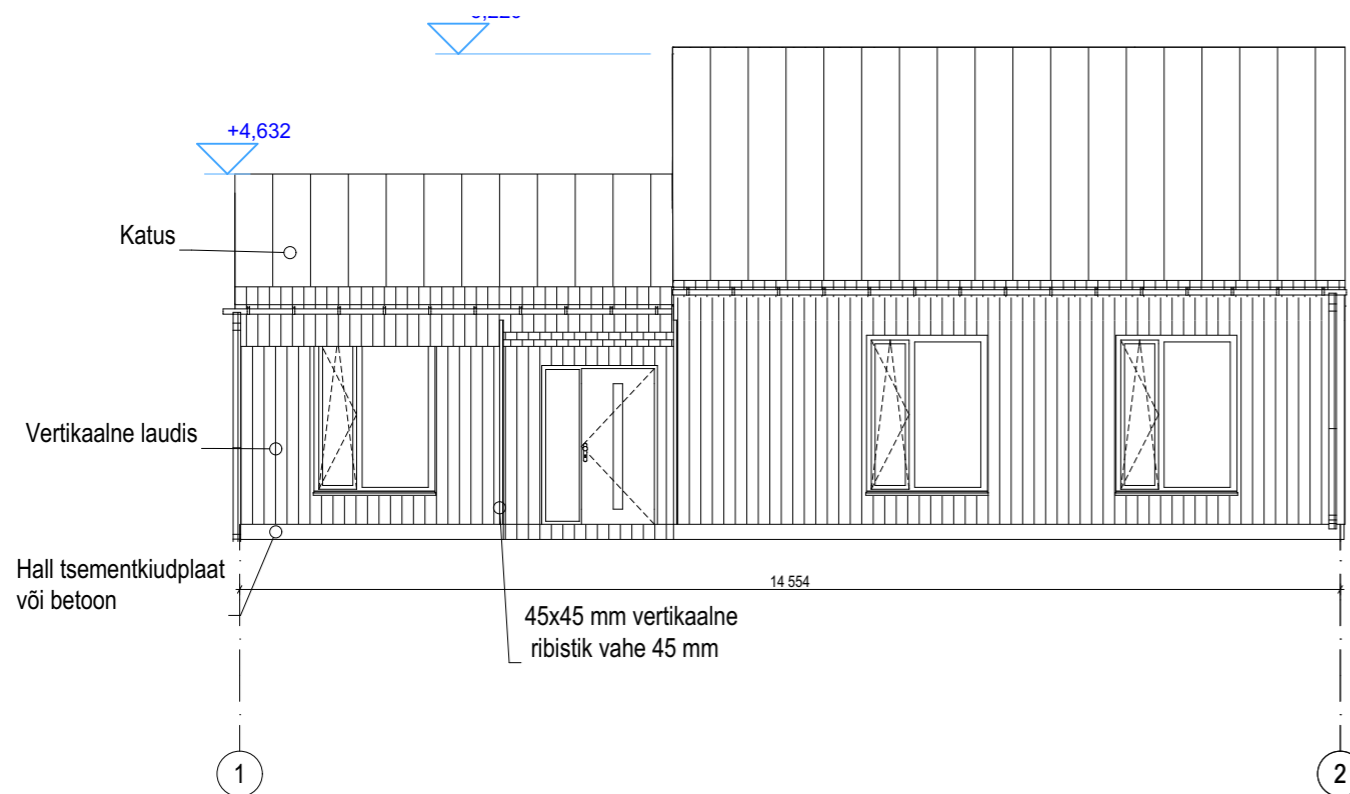 +4,632
Katus
Vertikaalne laudis
Hall tsementkiudplaat
või betoon
14 554
45x45 mm vertikaalne
ribistik vahe 45 mm
1
2